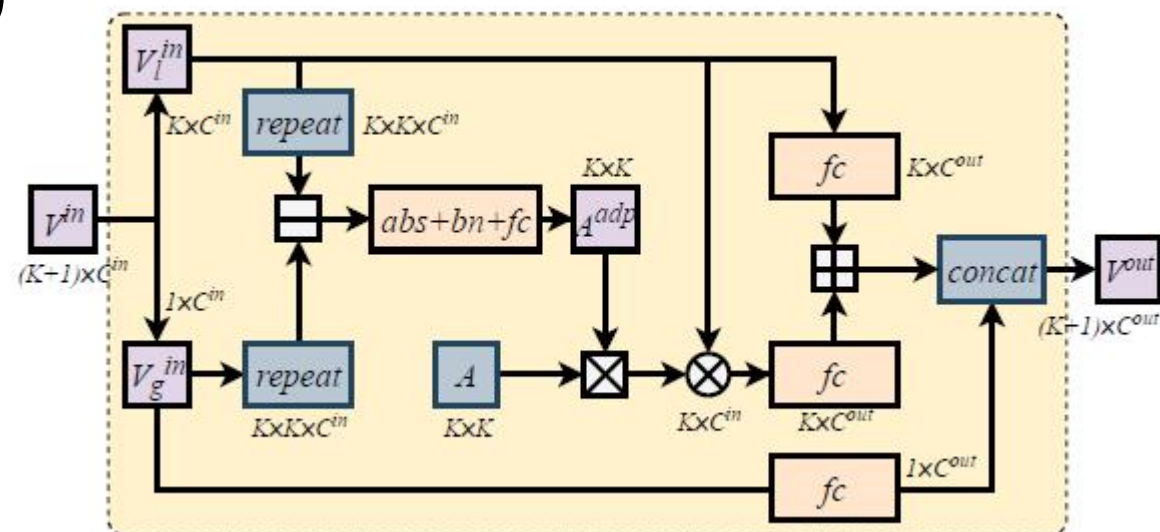 )
V_l^in
K×C^in
repeat
K×K×C^in
fc
K×C^out
V^in
(K+1)×C^in
abs+bn+fc
K×K
A^adp
concat
V^out
(K+1)×C^out
1×C^in
V_g^in
repeat
K×K×C^in
A
K×K
K×C^in
fc
K×C^out
fc
1×C^out